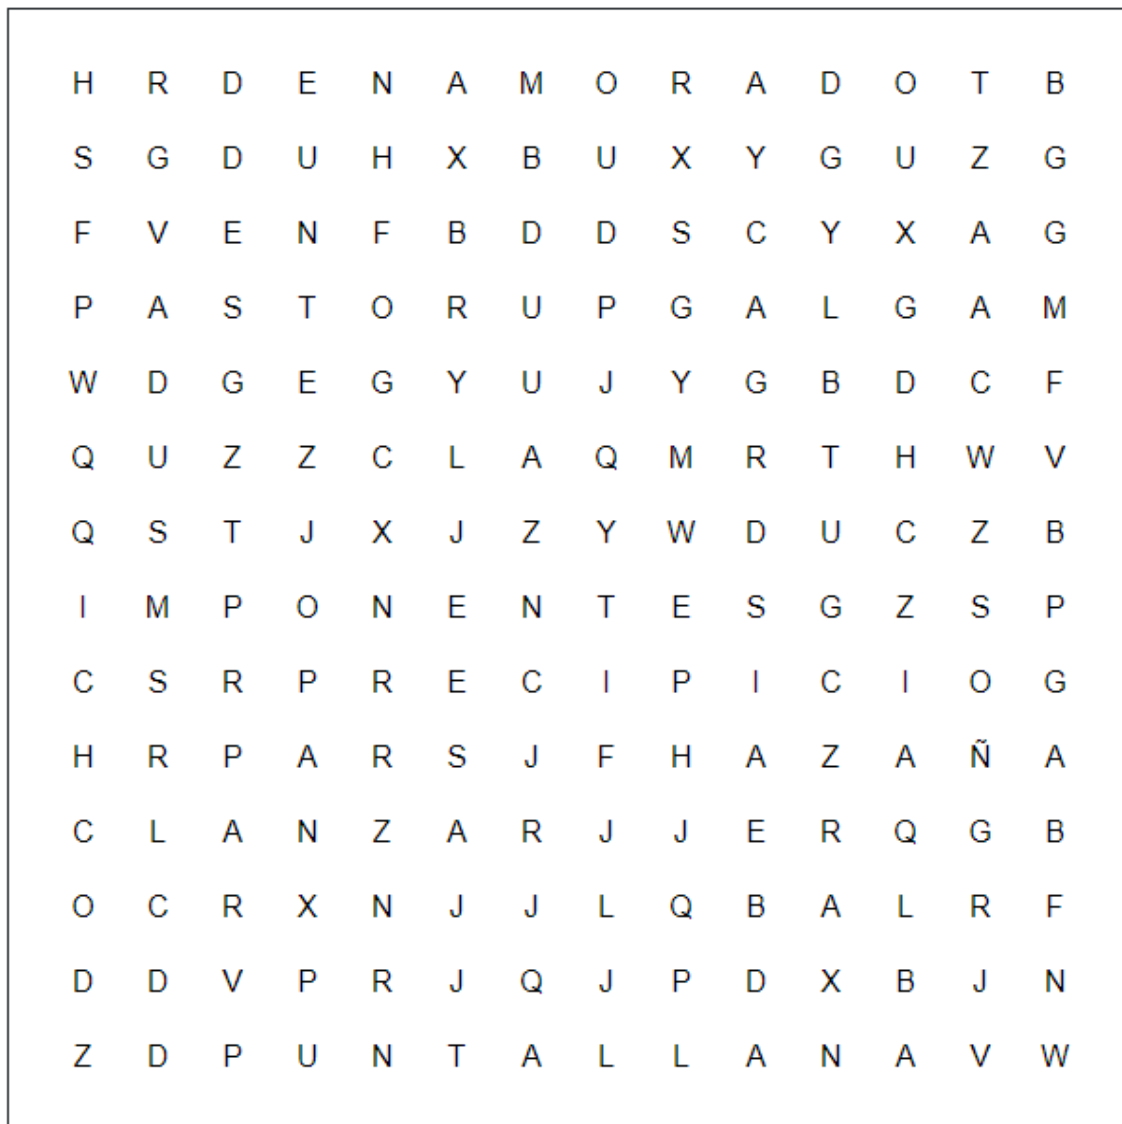 H R D E N A M O R A D O T B
S G D U H X B U X Y G U Z G
F V E N F B D D S C Y X A G
P A S T O R U P G A L G A M
W D G E G Y U J Y G B D C F
Q U Z Z C L A Q M R T H W V
Q S T J X J Z Y W D U C Z B
I M P O N E N T E S G Z S P
C S R P R E C I P I C I O G
H R P A R S J F H A Z A Ñ A
C L A N Z A R J J E R Q G B
O C R X N J J L Q B A L R F
D D V P R J Q J P D X B J N
Z D P U N T A L L A N A V W